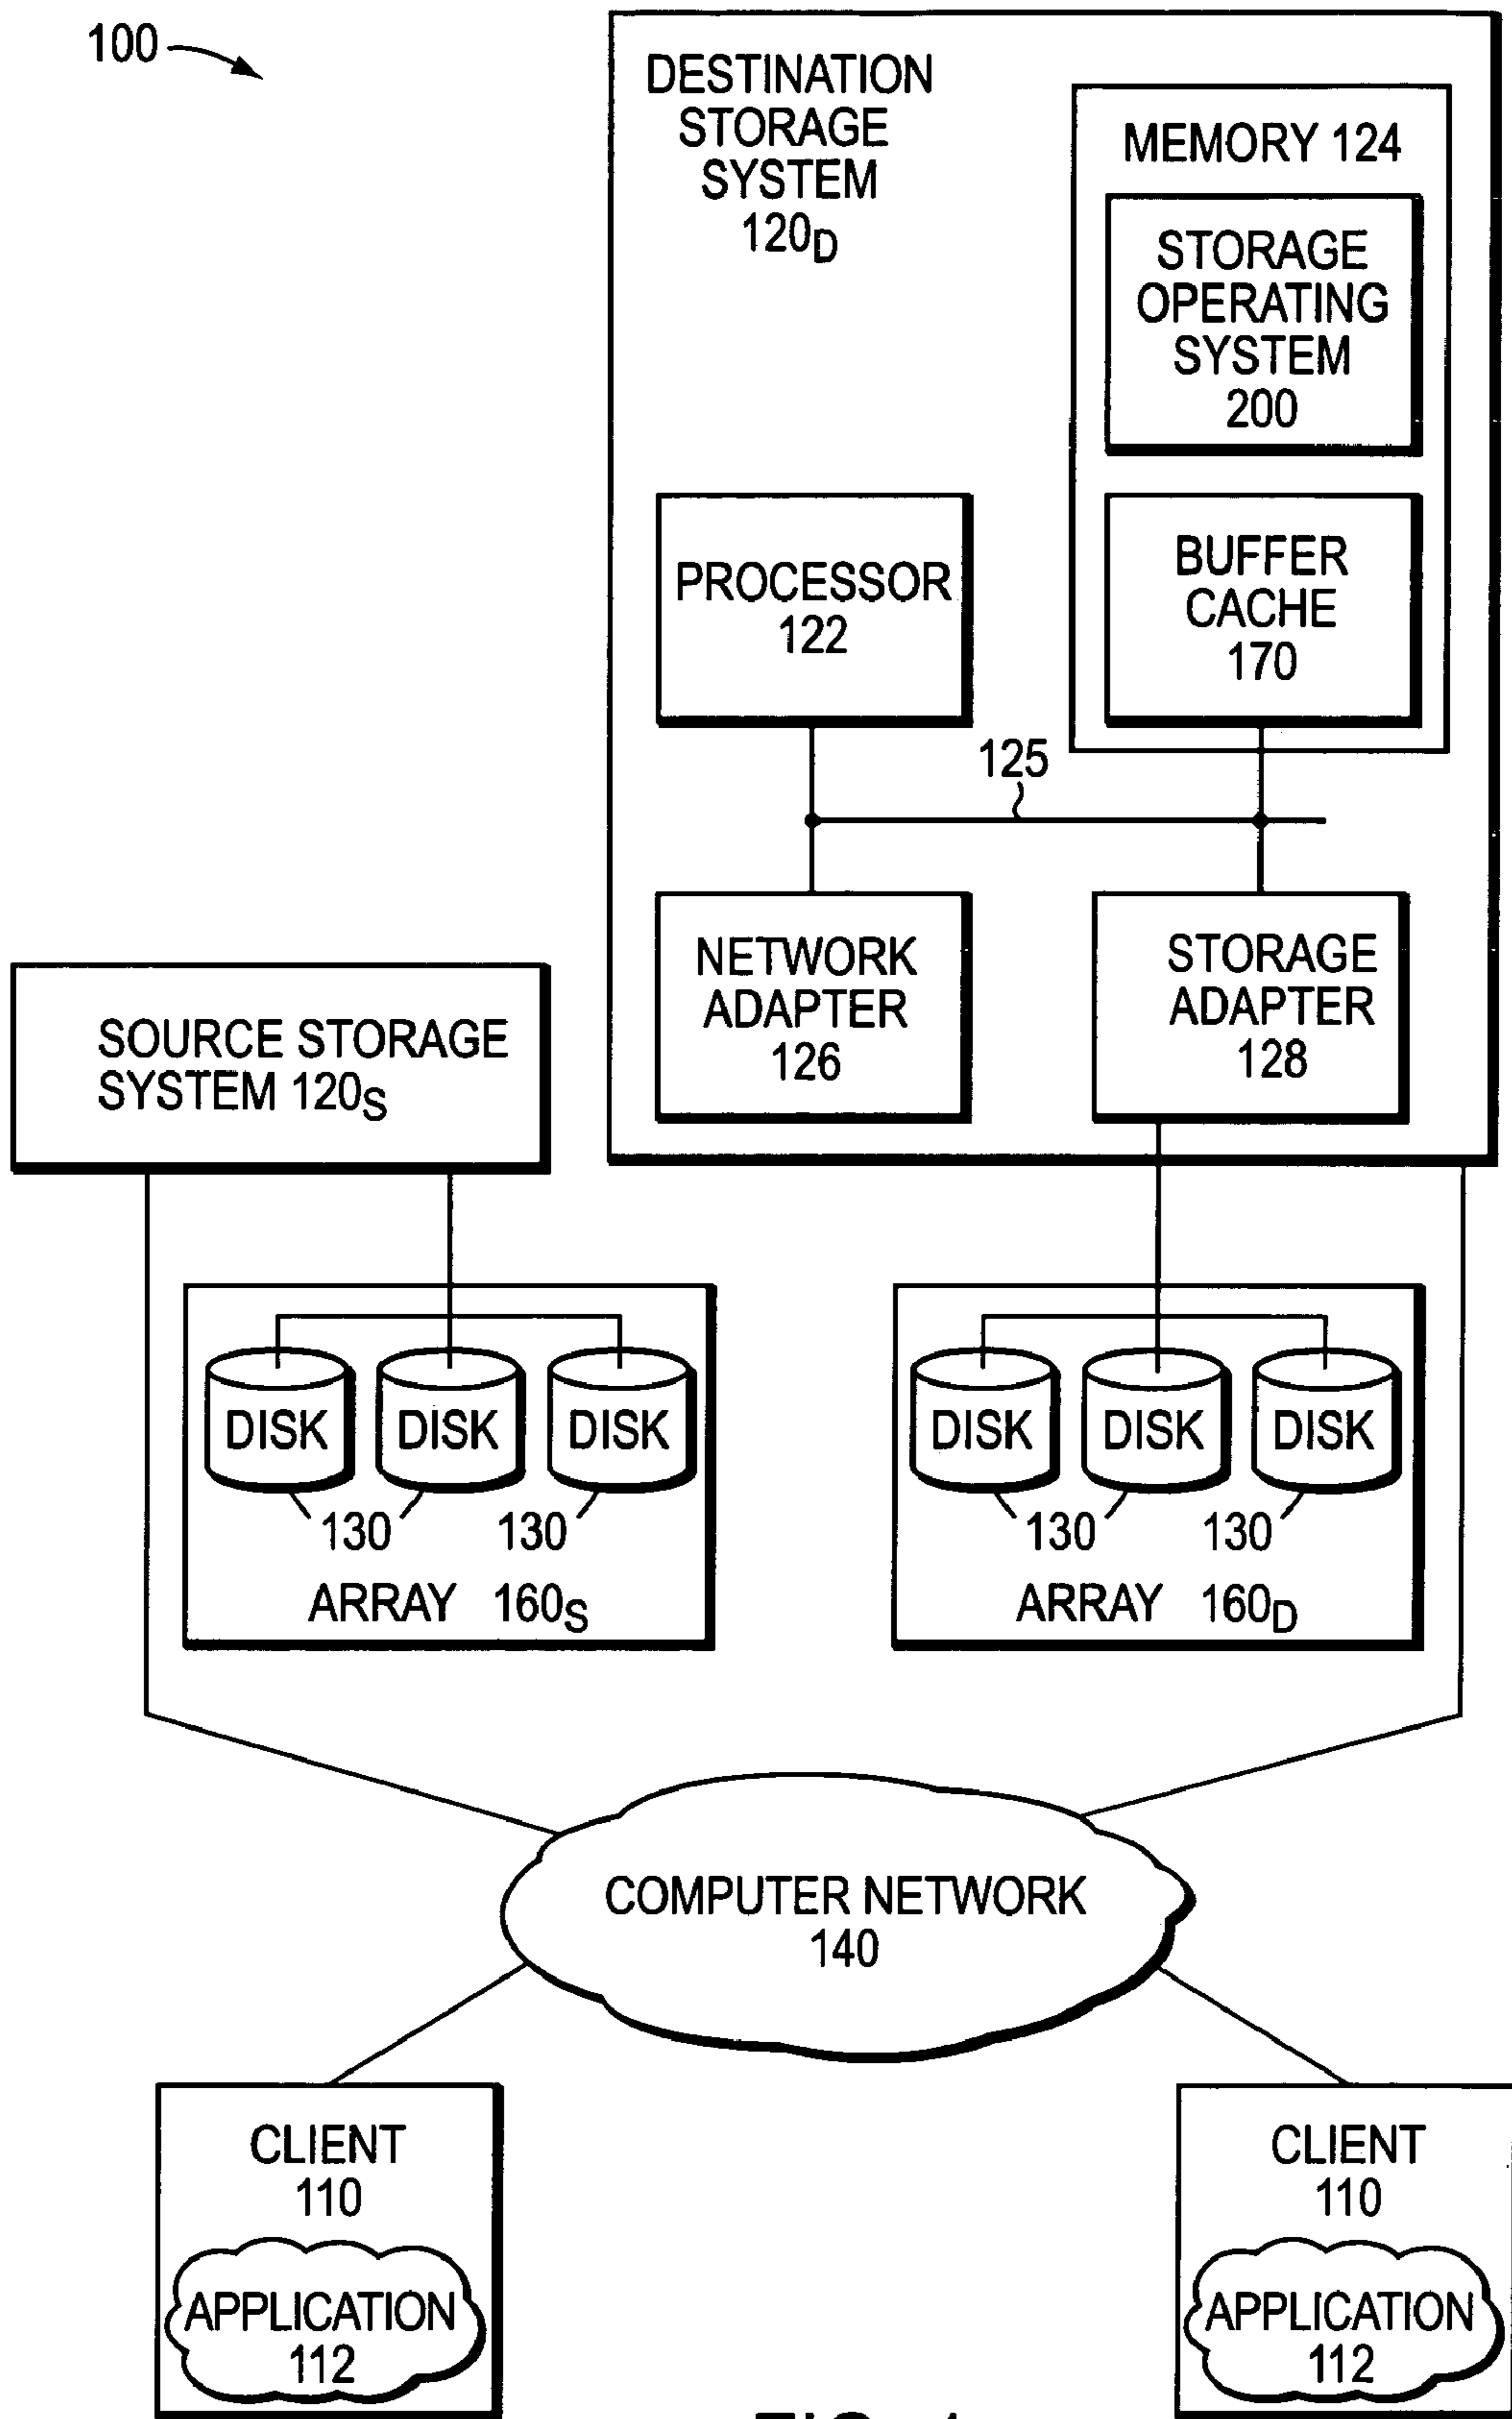 100
DESTINATION
STORAGE
SYSTEM
120D
MEMORY 124
STORAGE
OPERATING
SYSTEM
200
PROCESSOR
122
BUFFER
CACHE
170
125
NETWORK
ADAPTER
126
STORAGE
ADAPTER
128
SOURCE STORAGE
SYSTEM 120S
DISK DISK DISK
130 130
ARRAY 160S
DISK DISK DISK
130 130
ARRAY 160D
COMPUTER NETWORK
140
CLIENT
110
APPLICATION
112
CLIENT
110
APPLICATION
112